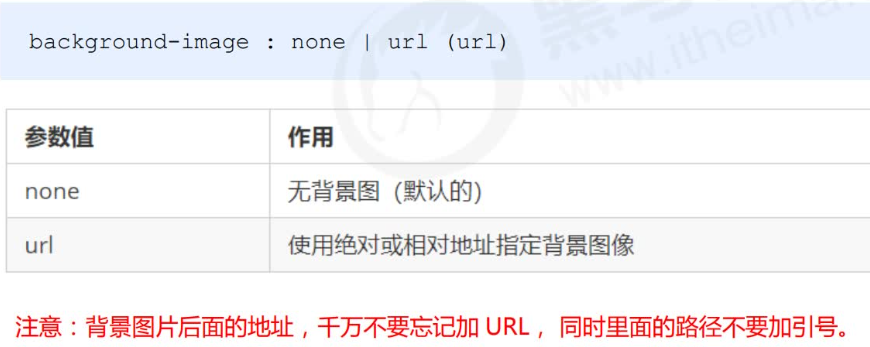 background-image : none | url (url)
www.itheima.
参数值 作用
none 无背景图（默认的）
url 使用绝对或相对地址指定背景图像
注意：背景图片后面的地址，千万不要忘记加 URL， 同时里面的路径不要加引号。